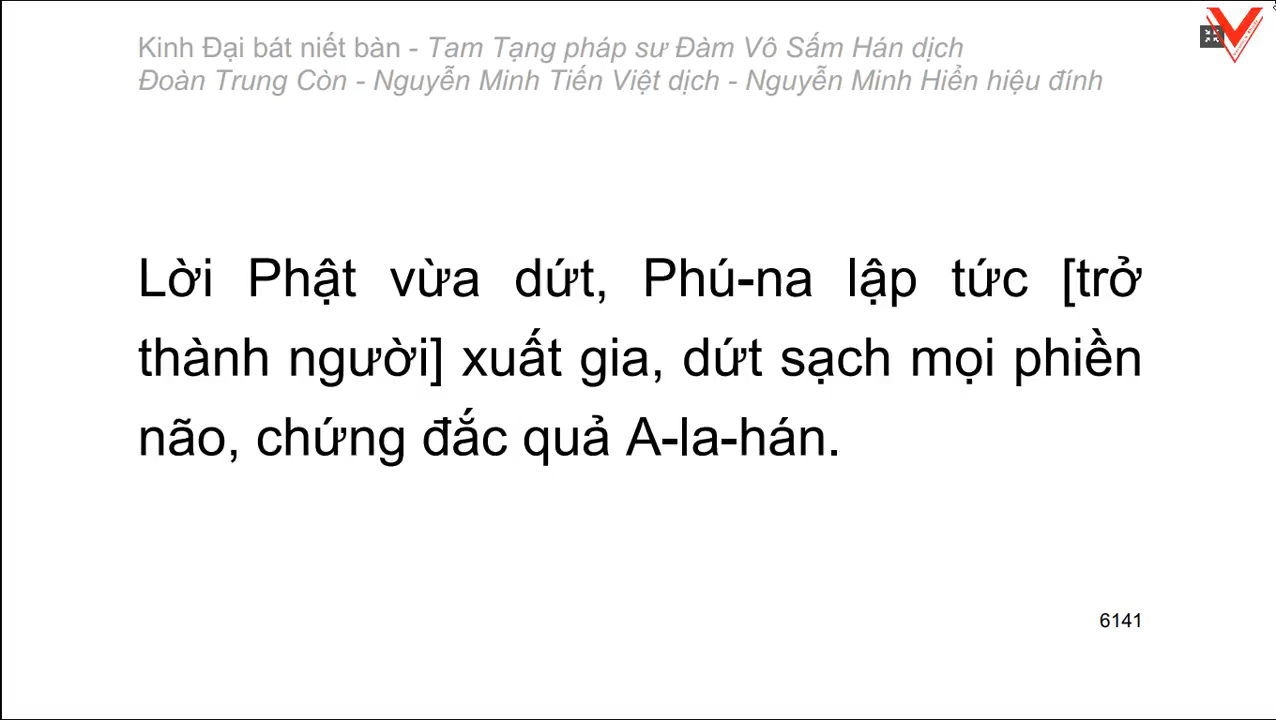 Kinh Đại bát niết bàn - Tam Tạng pháp sư Đàm Vô Sấm Hán dịch
Đoàn Trung Còn - Nguyễn Minh Tiến Việt dịch - Nguyễn Minh Hiển hiệu đính
Lời Phật vừa dứt, Phú-na lập tức [trở
thành người] xuất gia, dứt sạch mọi phiền
não, chứng đắc quả A-la-hán.
6141